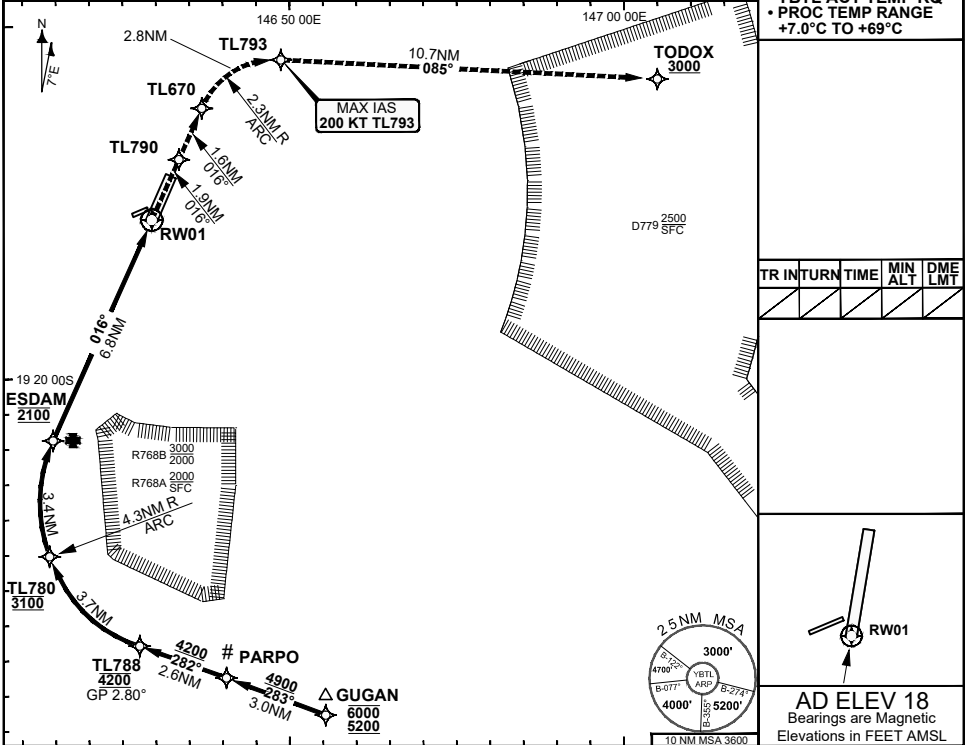 146 50 00E
147 00 00E
• PROC TEMP RANGE
+7.0°C TO +69°C
N
7°E
2.8NM
TL793
10.7NM
085°
TODOX
3000
TL670
MAX IAS
200 KT TL793
2.3NM R
ARC
TL790
1.6NM
016°
1.9NM
016°
RW01
D779 2500
SFC
TR IN TURN TIME MIN ALT DME LMT
016°
6.8NM
19 20 00S
ESDAM
2100
R768B 3000
2000
R768A 2000
SFC
3.4NM
4.3NM R
ARC
TL780
3100
3.7NM
TL788
4200
GP 2.80°
4200
282°
2.6NM
# PARPO
4900
283°
3.0NM
GUGAN
6000
5200
25NM MSA
3000'
B-122°
4700'
YBTL
ARP
B-077°
B-274°
4000'
B-355°
5200'
10 NM MSA 3600
RW01
AD ELEV 18
Bearings are Magnetic
Elevations in FEET AMSL